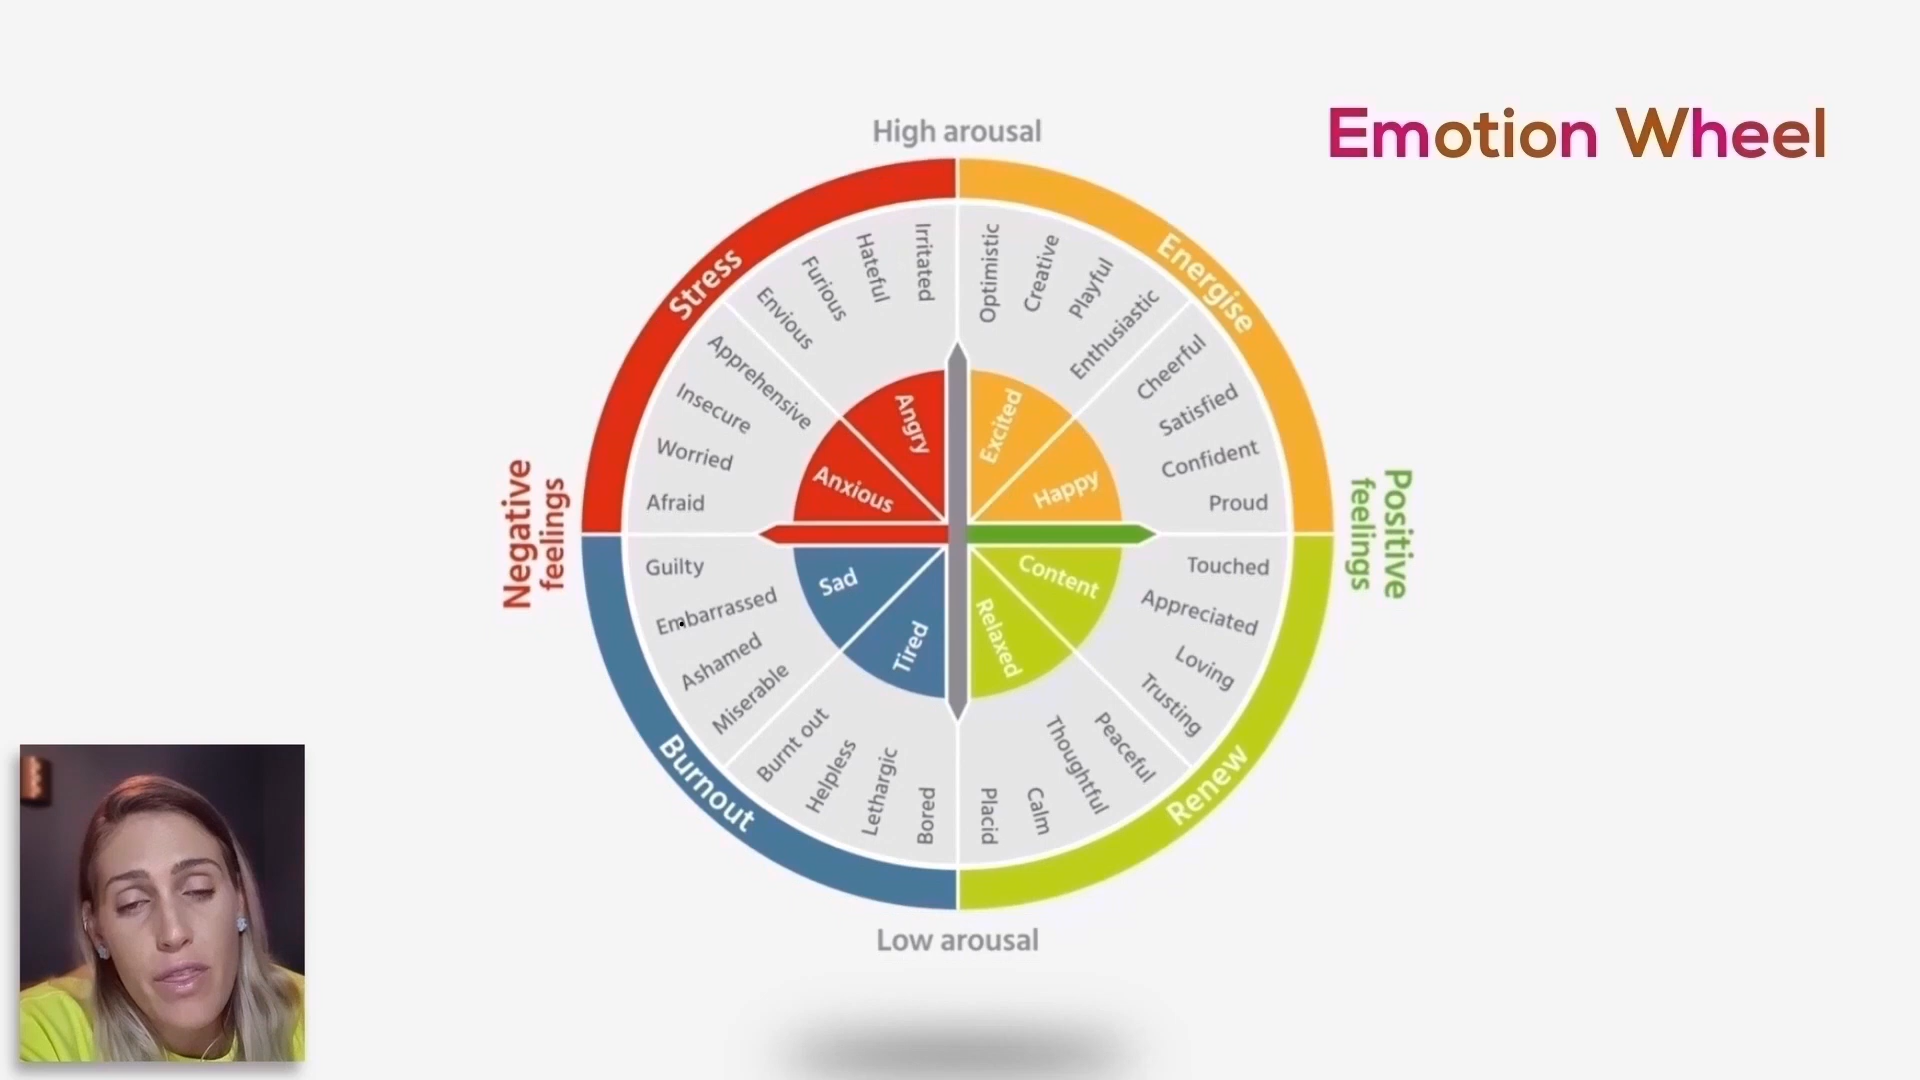 Emotion Wheel
High arousal
Stress
Energise
Irritated
Hateful
Furious
Envious
Apprehensive
Insecure
Worried
Afraid
Optimistic
Creative
Playful
Enthusiastic
Cheerful
Satisfied
Confident
Proud
Angry
Anxious
Excited
Happy
Negative
feelings
Positive
feelings
Sad
Tired
Content
Relaxed
Guilty
Embarrassed
Ashamed
Miserable
Burnt out
Helpless
Lethargic
Bored
Touched
Appreciated
Loving
Trusting
Peaceful
Thoughtful
Calm
Placid
Burnout
Renew
Low arousal